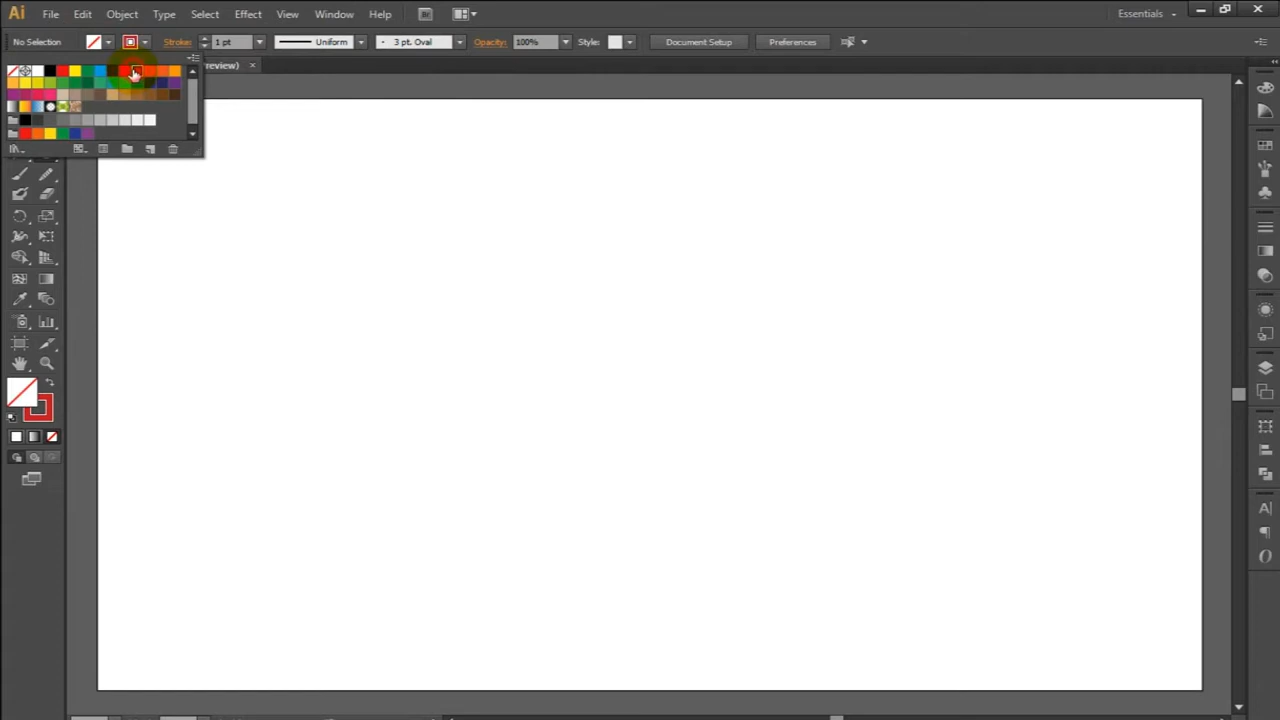 Ai File Edit Object Type Select Effect View Window Help Br Essentials
No Selection Stroke: 1 pt Uniform 3 pt. Oval Opacity: 100% Style: Document Setup Preferences
review) ×
A|